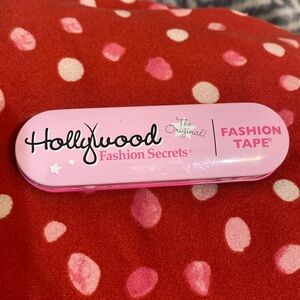 Hollywood
Fashion Secrets®
The
Original!
FASHION
TAPE®